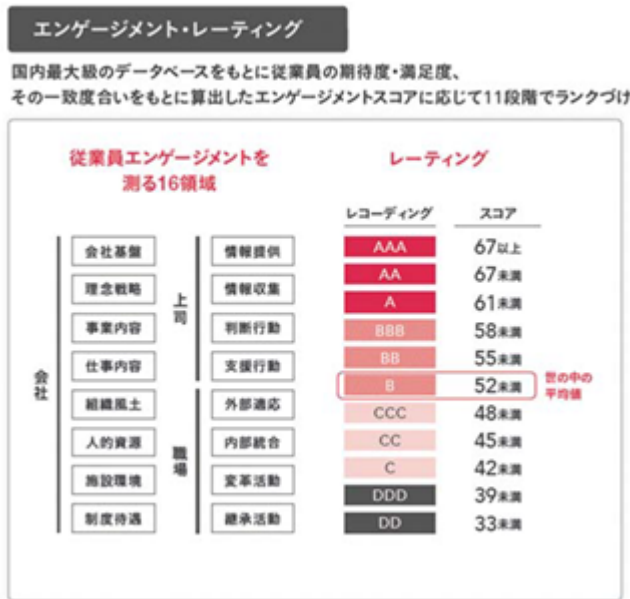 エンゲージメント・レーティング
国内最大級のデータベースをもとに従業員の期待度・満足度、
その一致度合いをもとに算出したエンゲージメントスコアに応じて11段階でランクづけ
従業員エンゲージメントを
測る16領域
会社
会社基盤
理念戦略
事業内容
仕事内容
組織風土
人的資源
施設環境
制度待遇
上司
情報提供
情報収集
判断行動
支援行動
職場
外部適応
内部統合
変革活動
継承活動
レーティング
レコーディング スコア
AAA 67以上
AA 67未満
A 61未満
BBB 58未満
BB 55未満
B 52未満
世の中の
平均値
CCC 48未満
CC 45未満
C 42未満
DDD 39未満
DD 33未満